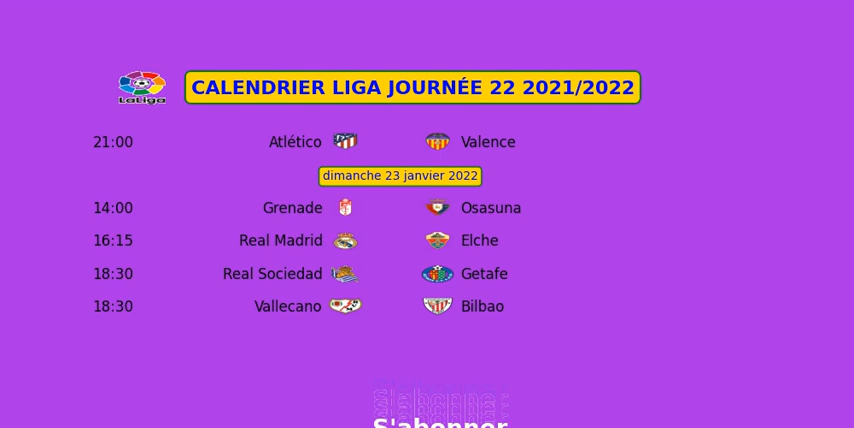 LaLiga
CALENDRIER LIGA JOURNÉE 22 2021/2022
21:00 Atlético Valence
dimanche 23 janvier 2022
14:00 Grenade Osasuna
16:15 Real Madrid Elche
18:30 Real Sociedad Getafe
18:30 Vallecano Bilbao
S'abonner